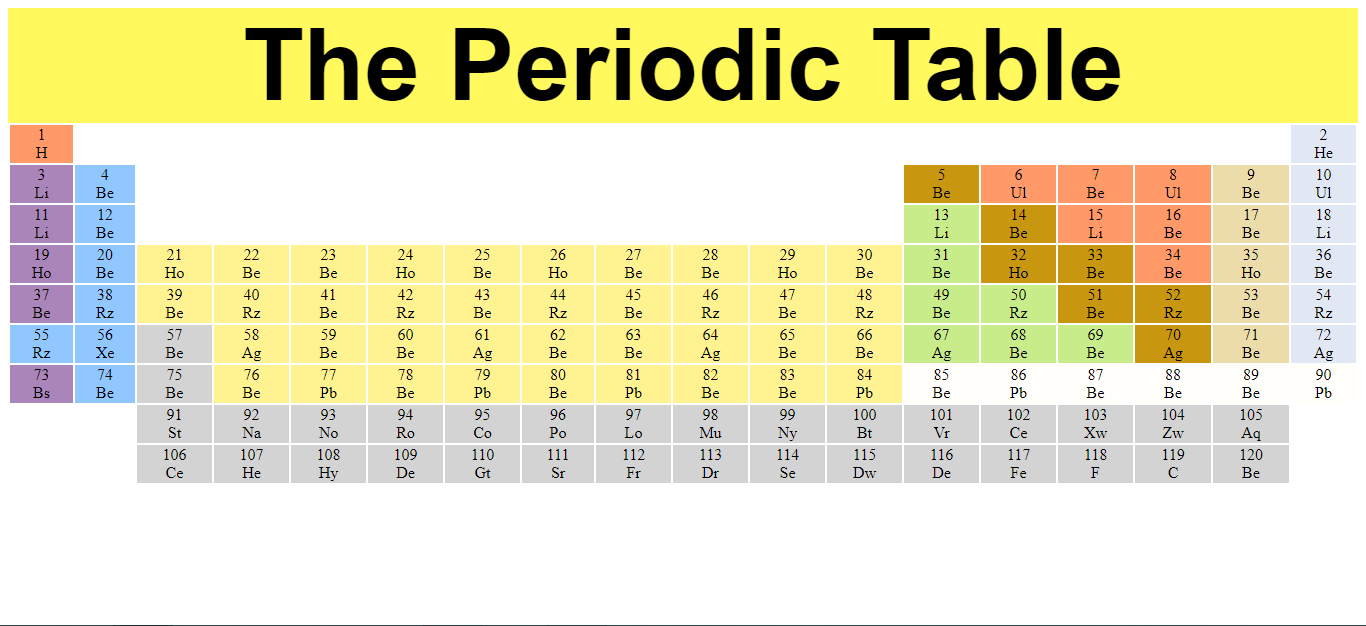 The Periodic Table
1 2
H He
3 4 5 6 7 8 9 10
Li Be Be Ul Be Ul Be Ul
11 12 13 14 15 16 17 18
Li Be Li Be Li Be Be Li
19 20 21 22 23 24 25 26 27 28 29 30 31 32 33 34 35 36
Ho Be Ho Be Be Ho Be Ho Be Be Ho Be Be Ho Be Be Ho Be
37 38 39 40 41 42 43 44 45 46 47 48 49 50 51 52 53 54
Be Rz Be Rz Be Rz Be Rz Be Rz Be Rz Be Rz Be Rz Be Rz
55 56 57 58 59 60 61 62 63 64 65 66 67 68 69 70 71 72
Rz Xe Be Ag Be Be Ag Be Be Ag Be Be Ag Be Be Ag Be Ag
73 74 75 76 77 78 79 80 81 82 83 84 85 86 87 88 89 90
Bs Be Be Be Pb Be Pb Be Pb Be Be Pb Be Pb Be Be Be Pb
91 92 93 94 95 96 97 98 99 100 101 102 103 104 105
St Na No Ro Co Po Lo Mu Ny Bt Vr Ce Xw Zw Aq
106 107 108 109 110 111 112 113 114 115 116 117 118 119 120
Ce He Hy De Gt Sr Fr Dr Se Dw De Fe F C Be